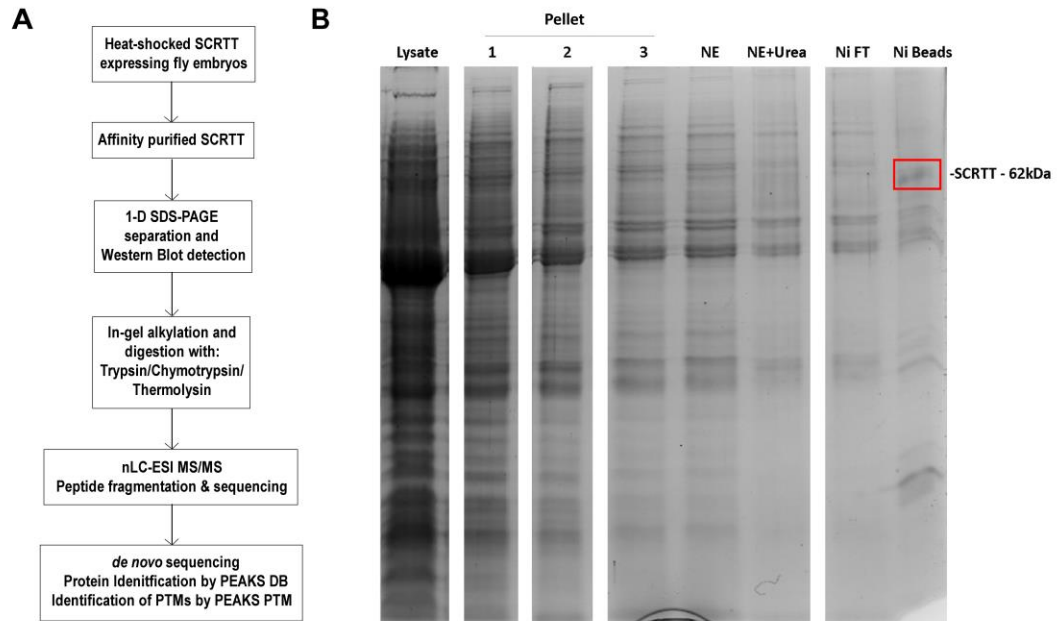 A
Heat-shocked SCRTT
expressing fly embryos
Affinity purified SCRTT
1-D SDS-PAGE
separation and
Western Blot detection
In-gel alkylation and
digestion with:
Trypsin/Chymotrypsin/
Thermolysin
nLC-ESI MS/MS
Peptide fragmentation & sequencing
de novo sequencing
Protein Idenitfication by PEAKS DB
Identification of PTMs by PEAKS PTM
B
Pellet
Lysate 1 2 3 NE NE+Urea Ni FT Ni Beads
-SCRTT - 62kDa